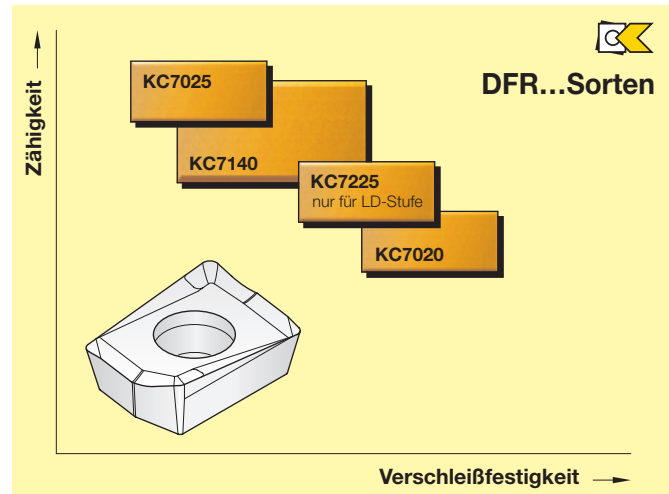 DFR...Sorten
Zähigkeit
KC7025
KC7140
KC7225
nur für LD-Stufe
KC7020
Verschleißfestigkeit